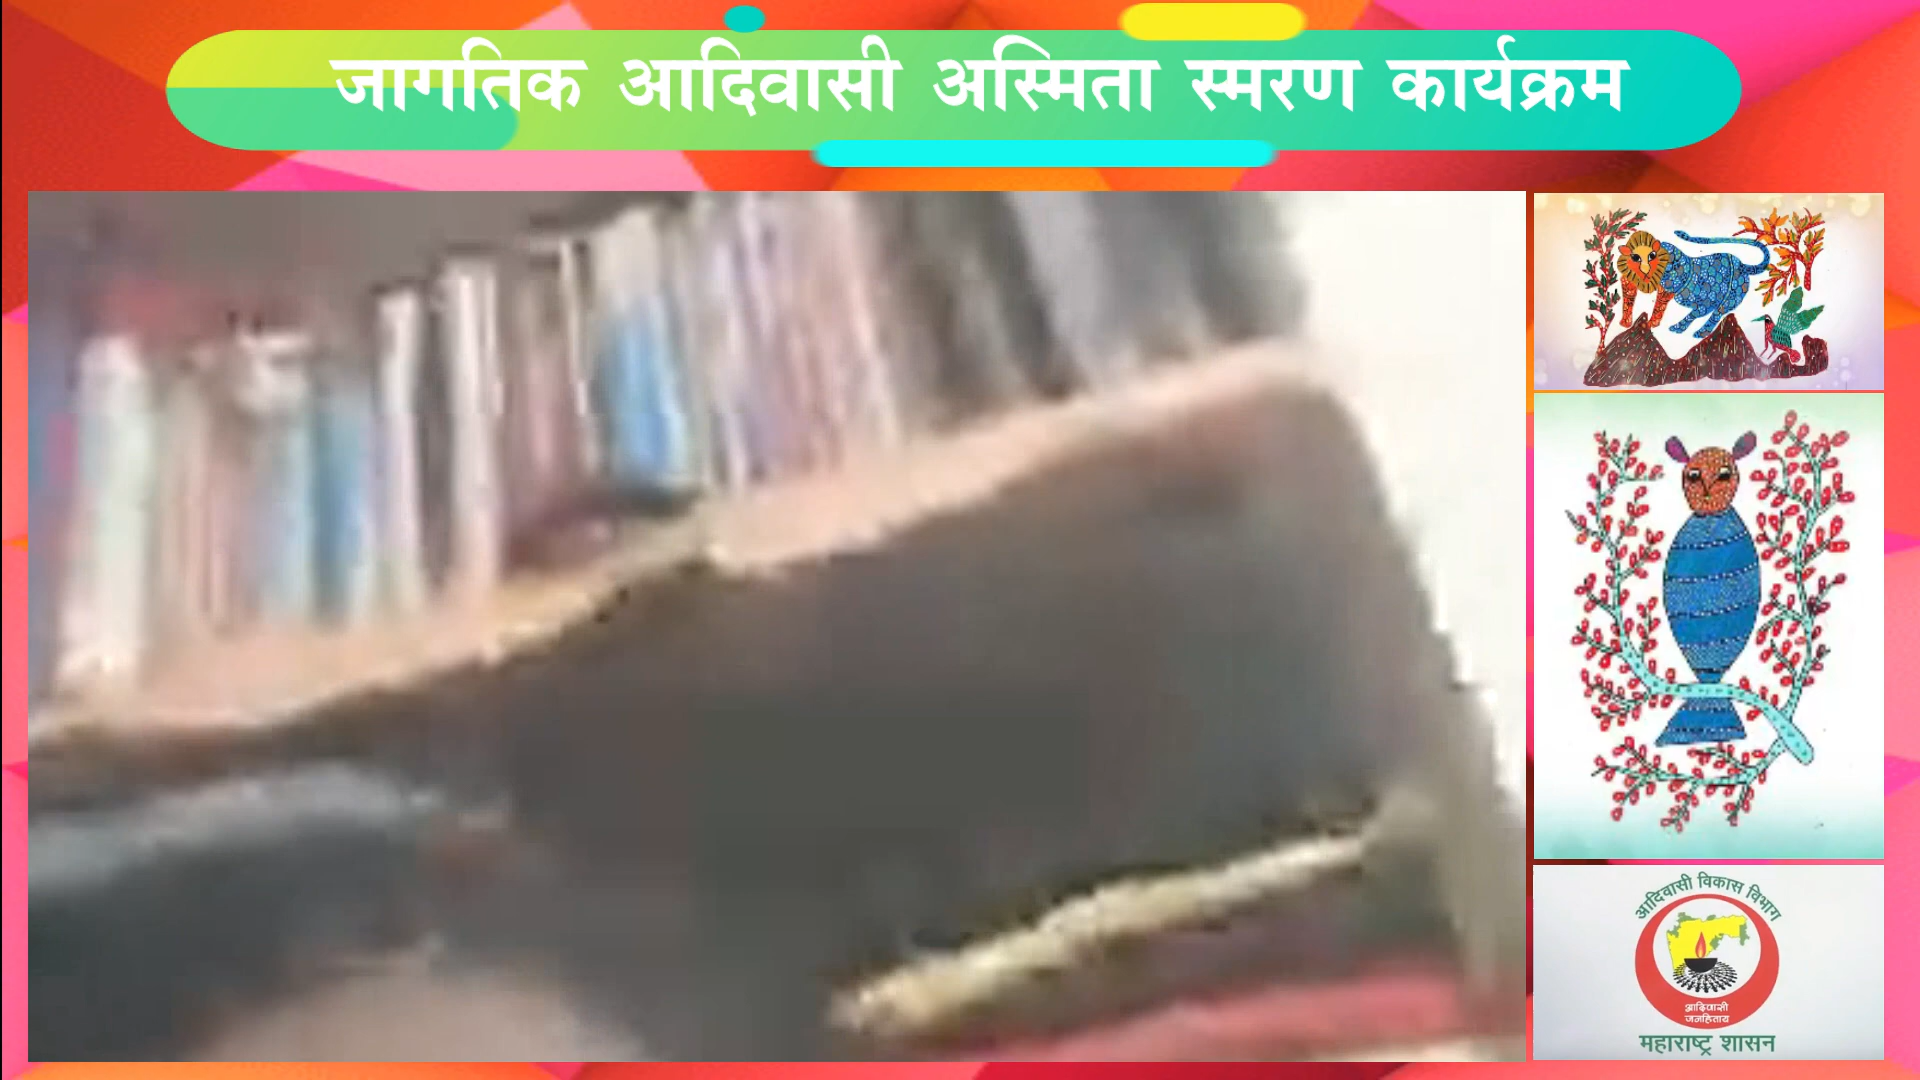 जागतिक आदिवासी अस्मिता स्मरण कार्यक्रम
आदिवासी विकास विभाग
आदिवासी
जनहिताय
महाराष्ट्र शासन